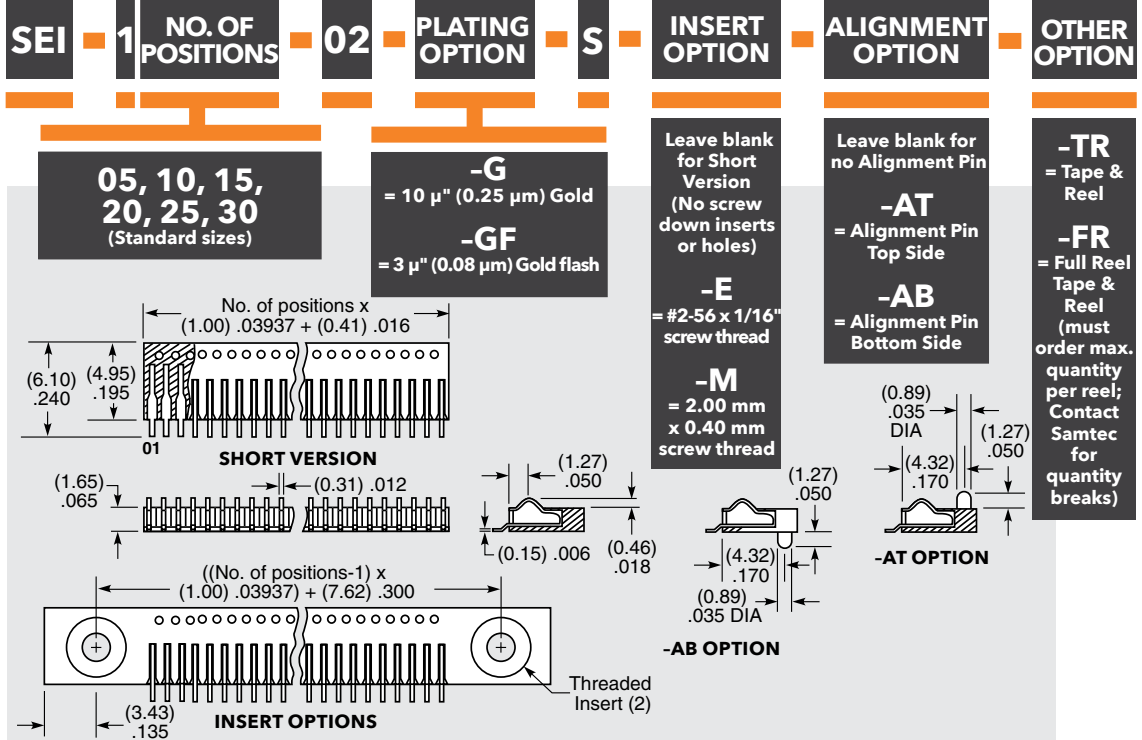 SEI - 1 NO. OF POSITIONS - 02 - PLATING OPTION - S - INSERT OPTION - ALIGNMENT OPTION - OTHER OPTION
05, 10, 15,
20, 25, 30
(Standard sizes)
–G
= 10 µ" (0.25 µm) Gold
–GF
= 3 µ" (0.08 µm) Gold flash
Leave blank
for Short
Version
(No screw
down inserts
or holes)
–E
= #2-56 x 1/16"
screw thread
–M
= 2.00 mm
x 0.40 mm
screw thread
Leave blank for
no Alignment Pin
–AT
= Alignment Pin
Top Side
–AB
= Alignment Pin
Bottom Side
–TR
= Tape &
Reel
–FR
= Full Reel
Tape &
Reel
(must
order max.
quantity
per reel;
Contact
Samtec
for
quantity
breaks)
No. of positions x
(1.00) .03937 + (0.41) .016
(6.10)
.240
(4.95)
.195
01
SHORT VERSION
(1.65)
.065
(0.31) .012
(1.27)
.050
(0.15) .006
(0.46)
.018
(1.27)
.050
(4.32)
.170
(0.89)
.035 DIA
–AB OPTION
(0.89)
.035
DIA
(1.27)
.050
(4.32)
.170
–AT OPTION
((No. of positions-1) x
(1.00) .03937) + (7.62) .300
Threaded
Insert (2)
(3.43)
.135
INSERT OPTIONS